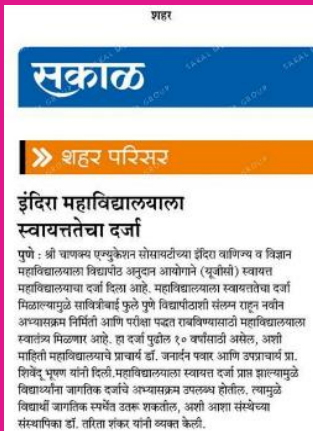 शहर
सकाळ
शहर परिसर
इंदिरा महाविद्यालयाला
स्वायत्ततेचा दर्जा
पुणे : श्री चाणक्य एज्युकेशन सोसायटीच्या इंदिरा वाणिज्य व विज्ञान
महाविद्यालयाला विद्यापीठ अनुदान आयोगाने (यूजीसी) स्वायत्त
महाविद्यालयाचा दर्जा दिला आहे. महाविद्यालयाला स्वायत्ततेचा दर्जा
मिळाल्यामुळे सावित्रीबाई फुले पुणे विद्यापीठाशी संलग्न राहून नवीन
अभ्यासक्रम निर्मिती आणि परीक्षा पद्धत राबविण्यासाठी महाविद्यालयाला
स्वातंत्र्य मिळणार आहे. हा दर्जा पुढील १० वर्षांसाठी असेल, अशी
माहिती महाविद्यालयाचे प्राचार्य डॉ. जनार्दन पवार आणि उपप्राचार्य प्रा.
शिवेंदू भूषण यांनी दिली.महाविद्यालयाला स्वायत्त दर्जा प्राप्त झाल्यामुळे
विद्यार्थ्यांना जागतिक दर्जाचे अभ्यासक्रम उपलब्ध होतील. त्यामुळे
विद्यार्थी जागतिक स्पर्धेत उतरू शकतील, अशी आशा संस्थेच्या
संस्थापिका डॉ. तरिता शंकर यांनी व्यक्त केली.